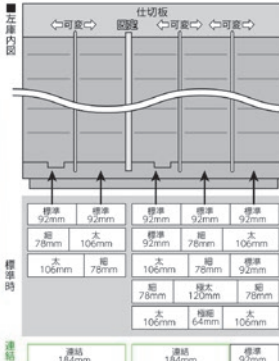 ■左庫内図
仕切板
⇦可変⇨ 固定 ⇦可変⇨ ⇦可変⇨
標準時
標準 92mm 標準 92mm 標準 92mm 標準 92mm 標準 92mm
細 78mm 太 106mm 標準 92mm 細 78mm 太 106mm
太 106mm 細 78mm 太 106mm 細 78mm 標準 92mm
細 78mm 極太 120mm 細 78mm
太 106mm 極細 64mm 太 106mm
連結
連結 184mm 連結 184mm 標準 92mm